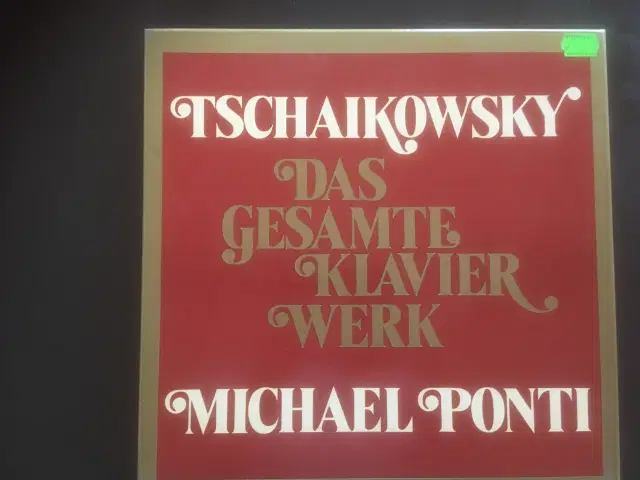 TSCHAIKOWSKY
DAS
GESAMTE
KLAVIER
WERK
MICHAEL PONTI